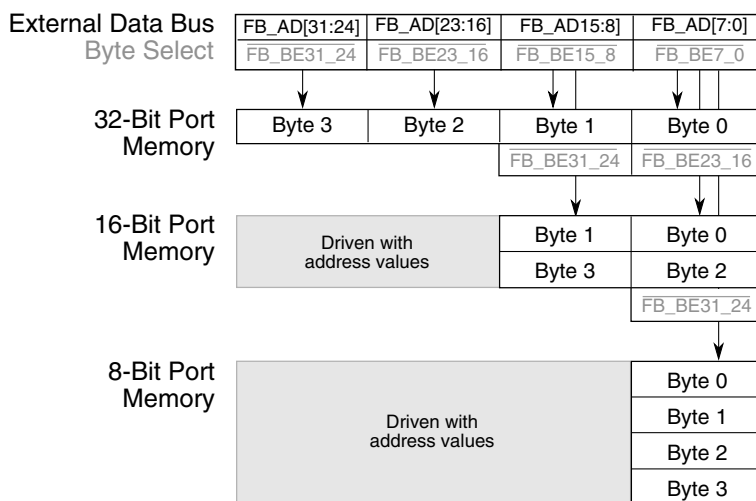 External Data Bus FB_AD[31:24] FB_AD[23:16] FB_AD15:8] FB_AD[7:0]
Byte Select FB_BE31_24 FB_BE23_16 FB_BE15_8 FB_BE7_0
32-Bit Port Byte 3 Byte 2 Byte 1 Byte 0
Memory
FB_BE31_24 FB_BE23_16
16-Bit Port Byte 1 Byte 0
Memory
Driven with
address values
Byte 3 Byte 2
FB_BE31_24
8-Bit Port Byte 0
Memory
Byte 1
Driven with
address values
Byte 2
Byte 3